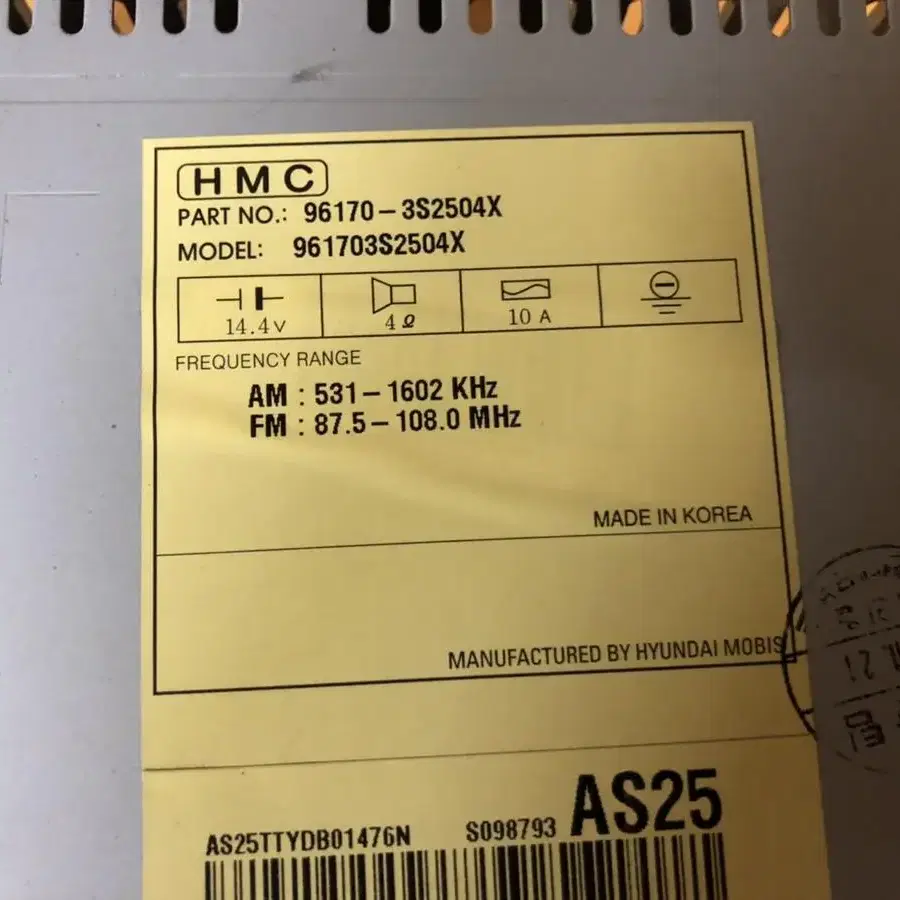 HMC
PART NO.: 96170-3S2504X
MODEL: 961703S2504X
14.4V 4Ω 10A
FREQUENCY RANGE
AM : 531-1602 KHz
FM : 87.5-108.0 MHz
MADE IN KOREA
MANUFACTURED BY HYUNDAI MOBIS
AS25TTYDB01476N S098793 AS25